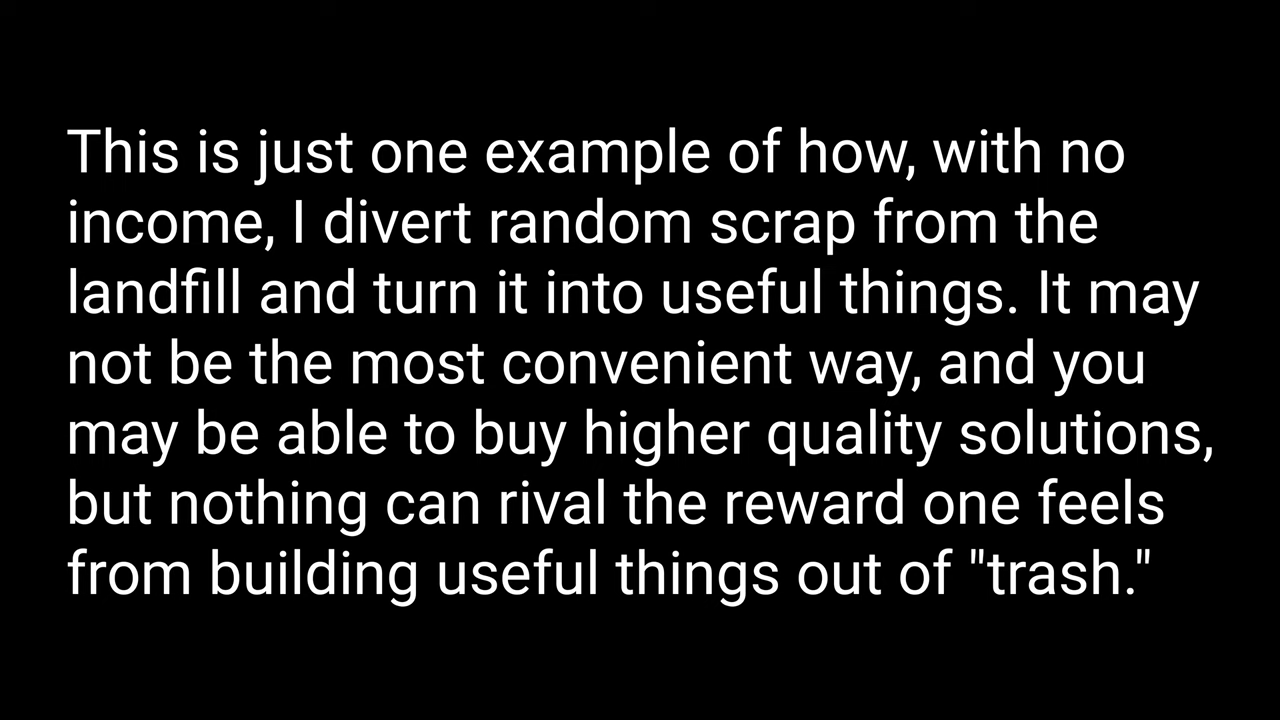 This is just one example of how, with no
income, I divert random scrap from the
landfill and turn it into useful things. It may
not be the most convenient way, and you
may be able to buy higher quality solutions,
but nothing can rival the reward one feels
from building useful things out of "trash."